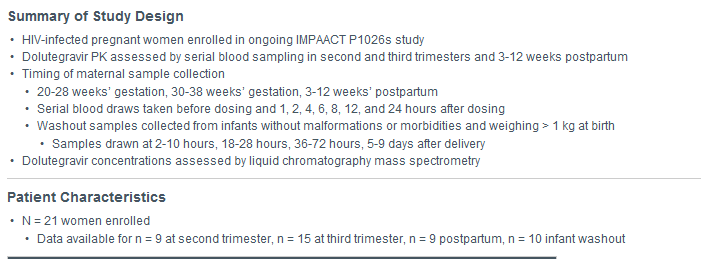 Summary of Study Design
• HIV-infected pregnant women enrolled in ongoing IMPAACT P1026s study
• Dolutegravir PK assessed by serial blood sampling in second and third trimesters and 3-12 weeks postpartum
• Timing of maternal sample collection
• 20-28 weeks' gestation, 30-38 weeks' gestation, 3-12 weeks' postpartum
• Serial blood draws taken before dosing and 1, 2, 4, 6, 8, 12, and 24 hours after dosing
• Washout samples collected from infants without malformations or morbidities and weighing > 1 kg at birth
• Samples drawn at 2-10 hours, 18-28 hours, 36-72 hours, 5-9 days after delivery
• Dolutegravir concentrations assessed by liquid chromatography mass spectrometry
Patient Characteristics
• N = 21 women enrolled
• Data available for n = 9 at second trimester, n = 15 at third trimester, n = 9 postpartum, n = 10 infant washout